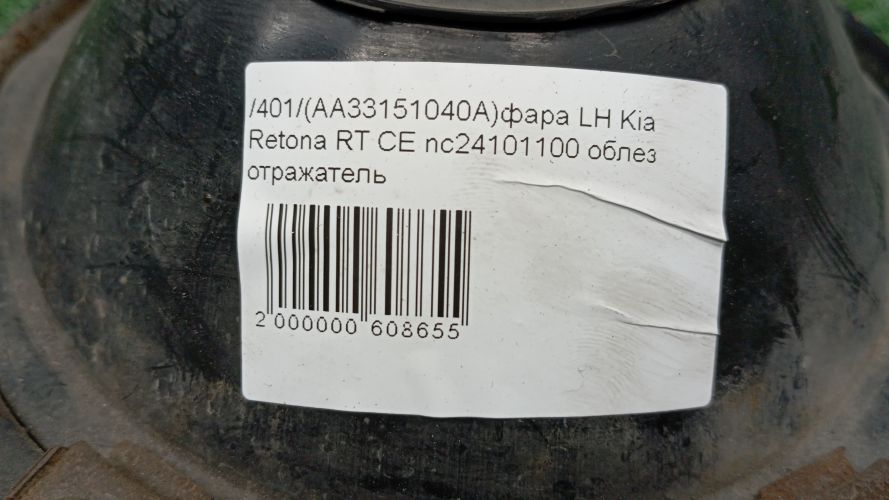 /401/(AA33151040A)фара LH Kia
Retona RT CE nc24101100 облез
отражатель
2 000000 608655